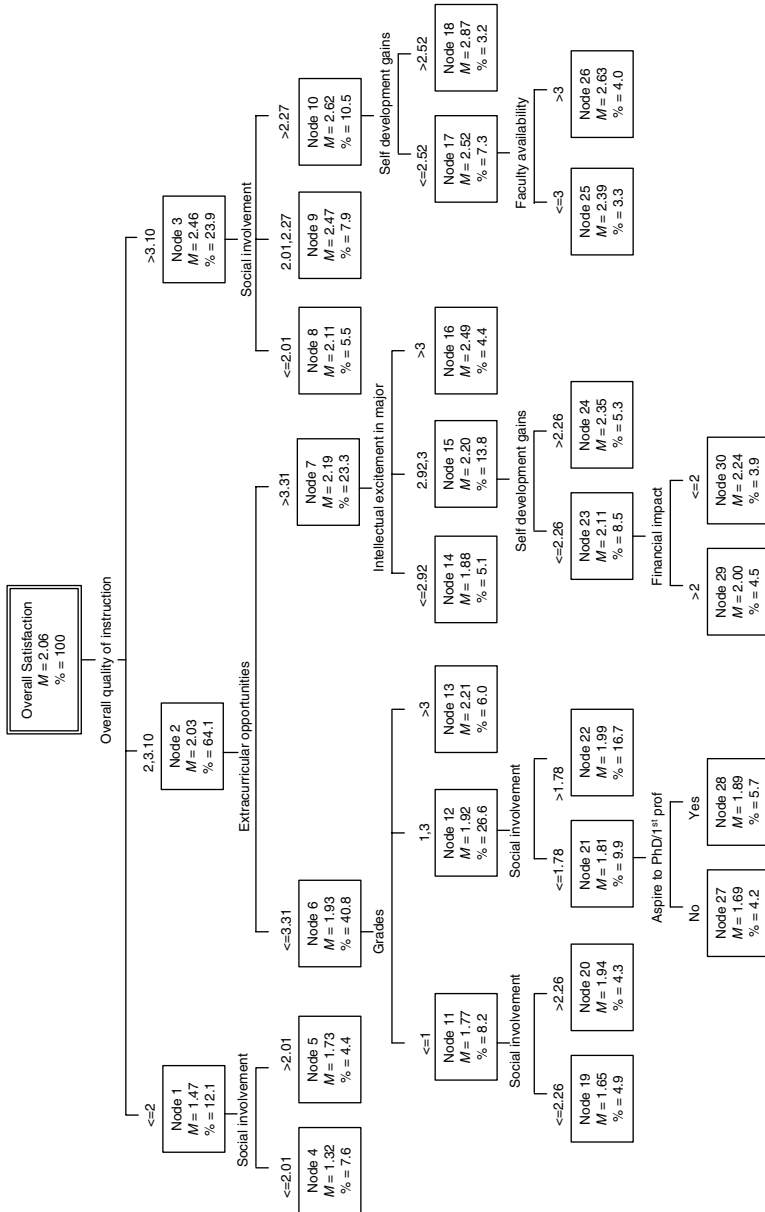 Overall Satisfaction
M = 2.06
% = 100
Overall quality of instruction
<=2
2,3.10
>3.10
Node 1
M = 1.47
% = 12.1
Node 2
M = 2.03
% = 64.1
Node 3
M = 2.46
% = 23.9
Social involvement
Extracurricular opportunities
Social involvement
<=2.01
>2.01
<=3.31
>3.31
<=2.01
2.01,2.27
>2.27
Node 4
M = 1.32
% = 7.6
Node 5
M = 1.73
% = 4.4
Node 6
M = 1.93
% = 40.8
Node 7
M = 2.19
% = 23.3
Node 8
M = 2.11
% = 5.5
Node 9
M = 2.47
% = 7.9
Node 10
M = 2.62
% = 10.5
Grades
Intellectual excitement in major
Self development gains
<=1
1,3
>3
<=2.92
2.92,3
>3
<=2.52
>2.52
Node 11
M = 1.77
% = 8.2
Node 12
M = 1.92
% = 26.6
Node 13
M = 2.21
% = 6.0
Node 14
M = 1.88
% = 5.1
Node 15
M = 2.20
% = 13.8
Node 16
M = 2.49
% = 4.4
Node 17
M = 2.52
% = 7.3
Node 18
M = 2.87
% = 3.2
Social involvement
Social involvement
Self development gains
Faculty availability
<=2.26
>2.26
<=1.78
>1.78
<=2.26
>2.26
<=3
>3
Node 19
M = 1.65
% = 4.9
Node 20
M = 1.94
% = 4.3
Node 21
M = 1.81
% = 9.9
Node 22
M = 1.99
% = 16.7
Node 23
M = 2.11
% = 8.5
Node 24
M = 2.35
% = 5.3
Node 25
M = 2.39
% = 3.3
Node 26
M = 2.63
% = 4.0
Aspire to PhD/1st prof
Financial impact
No
Yes
>2
<=2
Node 27
M = 1.69
% = 4.2
Node 28
M = 1.89
% = 5.7
Node 29
M = 2.00
% = 4.5
Node 30
M = 2.24
% = 3.9